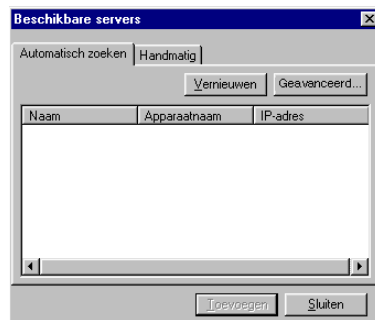 Beschikbare servers
Automatisch zoeken Handmatig
Vernieuwen Geavanceerd...
Naam Apparaatnaam IP-adres
Toevoegen Sluiten